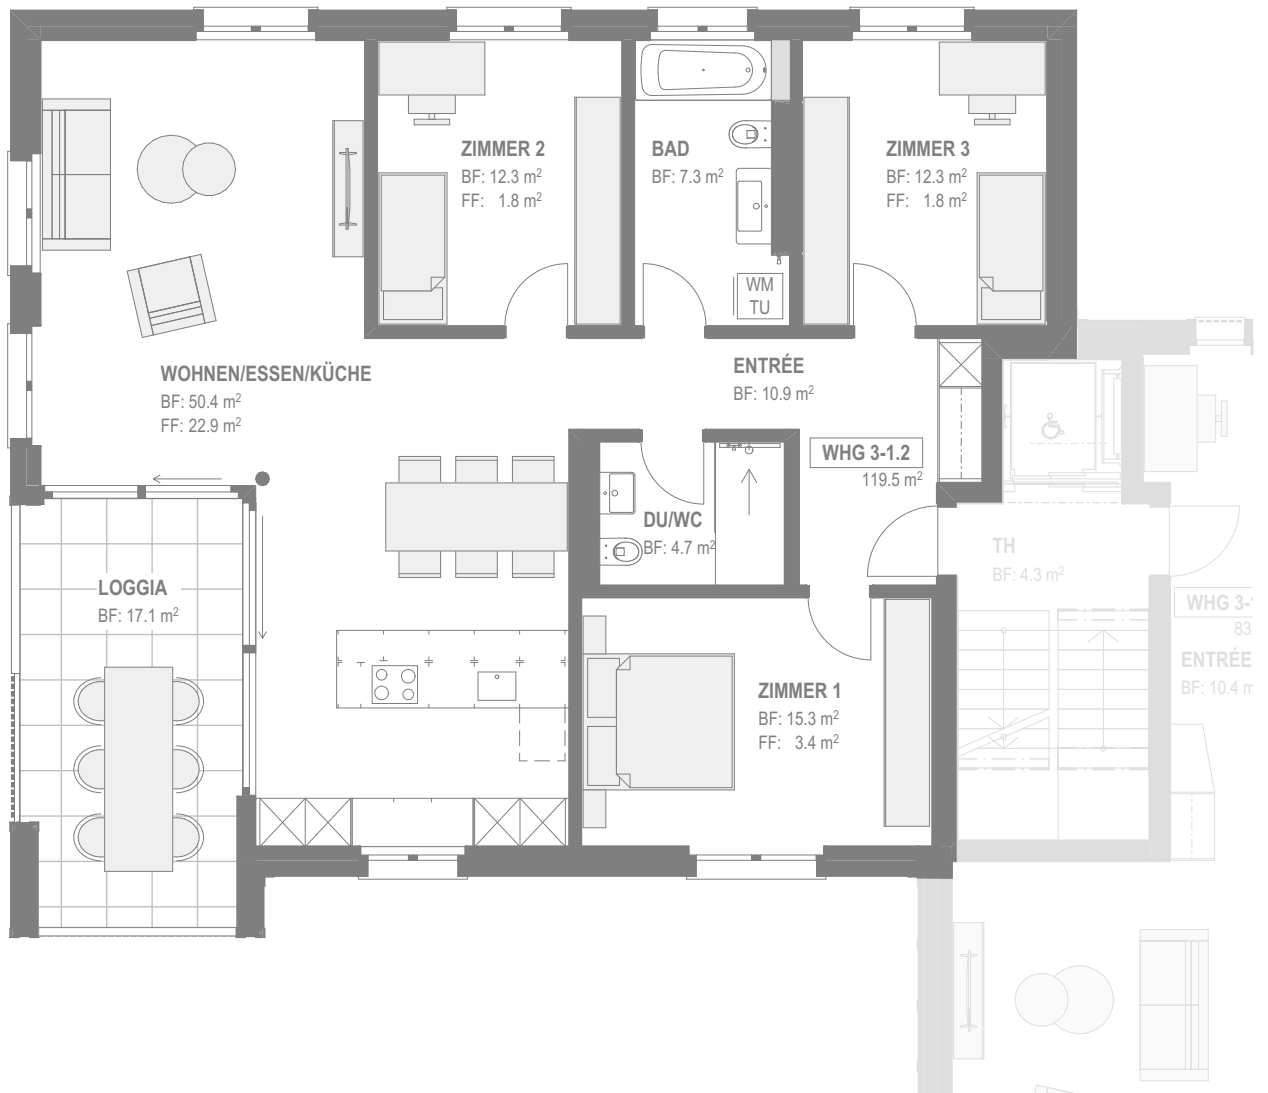 ZIMMER 2
BF: 12.3 m²
FF: 1.8 m²
BAD
BF: 7.3 m²
ZIMMER 3
BF: 12.3 m²
FF: 1.8 m²
WM
TU
WOHNEN/ESSEN/KÜCHE
BF: 50.4 m²
FF: 22.9 m²
ENTRÉE
BF: 10.9 m²
WHG 3-1.2
119.5 m²
DU/WC
BF: 4.7 m²
TH
BF: 4.3 m²
LOGGIA
BF: 17.1 m²
WHG 3-
83
ENTRÉE
BF: 10.4 m
ZIMMER 1
BF: 15.3 m²
FF: 3.4 m²